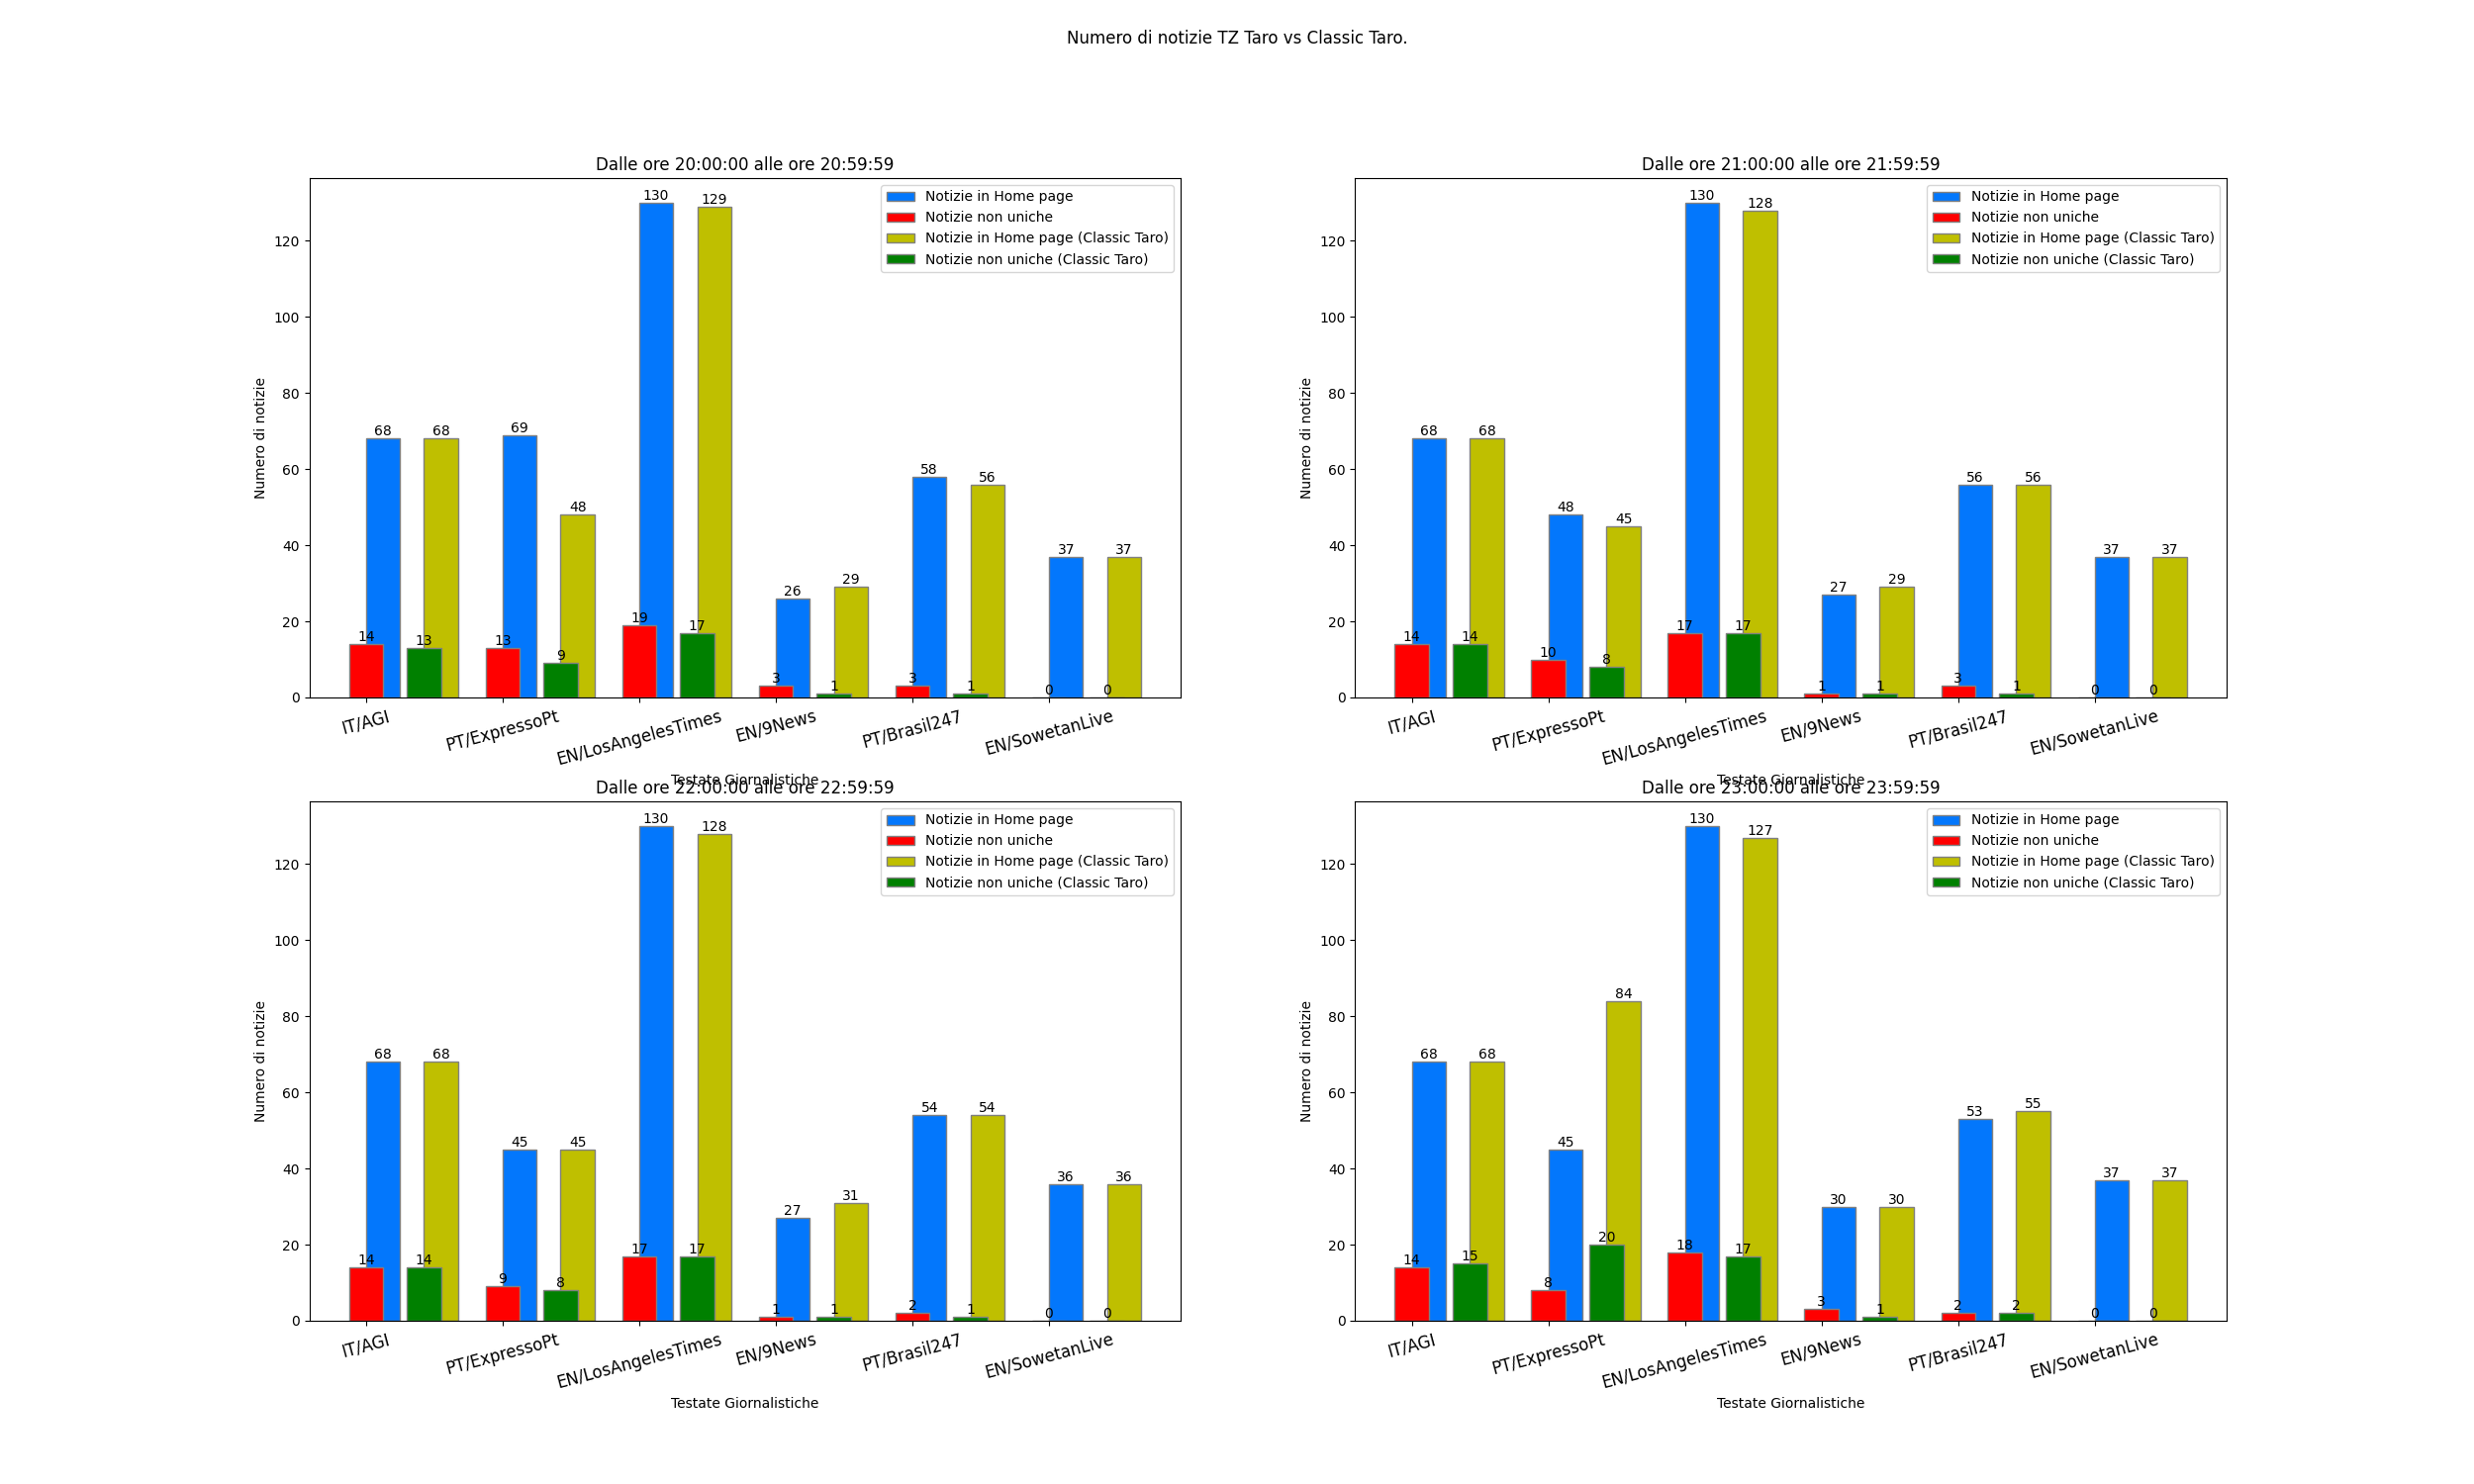 Numero di notizie TZ Taro vs Classic Taro.
Dalle ore 20:00:00 alle ore 20:59:59
Notizie in Home page
Notizie non uniche
Notizie in Home page (Classic Taro)
Notizie non uniche (Classic Taro)
Numero di notizie
120
100
80
60
40
20
0
68 68 69 48 130 129 26 29 58 56 37 37
14 13 13 9 19 17 3 1 3 1 0 0
IT/AGI PT/ExpressoPt EN/LosAngelesTimes EN/9News PT/Brasil247 EN/SowetanLive
Testate Giornalistiche
Dalle ore 21:00:00 alle ore 21:59:59
Notizie in Home page
Notizie non uniche
Notizie in Home page (Classic Taro)
Notizie non uniche (Classic Taro)
Numero di notizie
120
100
80
60
40
20
0
68 68 48 45 130 128 27 29 56 56 37 37
14 14 10 8 17 17 1 1 3 1 0 0
IT/AGI PT/ExpressoPt EN/LosAngelesTimes EN/9News PT/Brasil247 EN/SowetanLive
Testate Giornalistiche
Dalle ore 22:00:00 alle ore 22:59:59
Notizie in Home page
Notizie non uniche
Notizie in Home page (Classic Taro)
Notizie non uniche (Classic Taro)
Numero di notizie
120
100
80
60
40
20
0
68 68 45 45 130 128 27 31 54 54 36 36
14 14 9 8 17 17 1 1 2 1 0 0
IT/AGI PT/ExpressoPt EN/LosAngelesTimes EN/9News PT/Brasil247 EN/SowetanLive
Testate Giornalistiche
Dalle ore 23:00:00 alle ore 23:59:59
Notizie in Home page
Notizie non uniche
Notizie in Home page (Classic Taro)
Notizie non uniche (Classic Taro)
Numero di notizie
120
100
80
60
40
20
0
68 68 45 84 130 127 30 30 53 55 37 37
14 15 8 20 18 17 3 1 2 2 0 0
IT/AGI PT/ExpressoPt EN/LosAngelesTimes EN/9News PT/Brasil247 EN/SowetanLive
Testate Giornalistiche